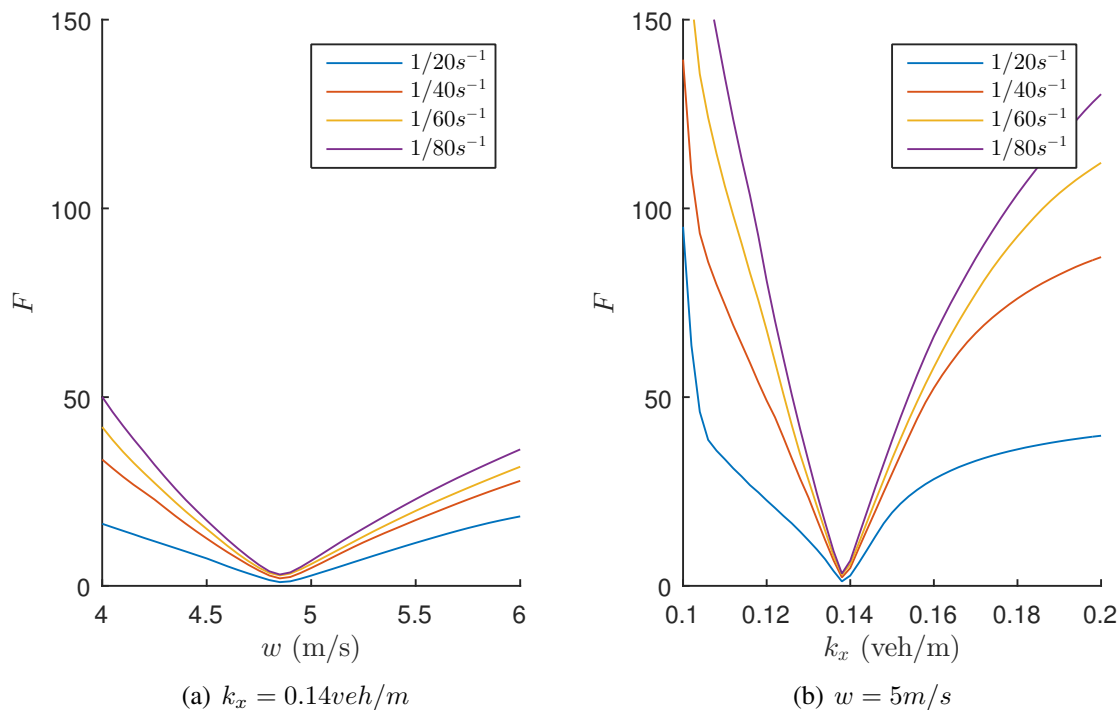 150
100
50
0
F
1/20s⁻¹
1/40s⁻¹
1/60s⁻¹
1/80s⁻¹
4
4.5
5
5.5
6
w (m/s)
(a) kₓ = 0.14veh/m
150
100
50
0
F
1/20s⁻¹
1/40s⁻¹
1/60s⁻¹
1/80s⁻¹
0.1
0.12
0.14
0.16
0.18
0.2
kₓ (veh/m)
(b) w = 5m/s